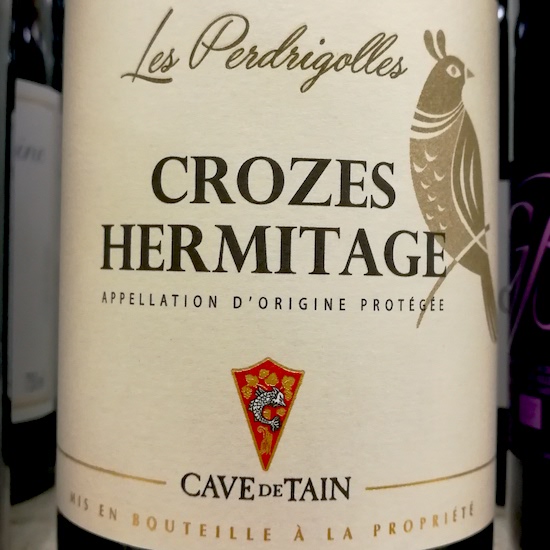 Les Perdrigolles
CROZES
HERMITAGE
APPELLATION D'ORIGINE PROTÉGÉE
CAVE DE TAIN
MIS EN BOUTEILLE À LA PROPRIÉTÉ